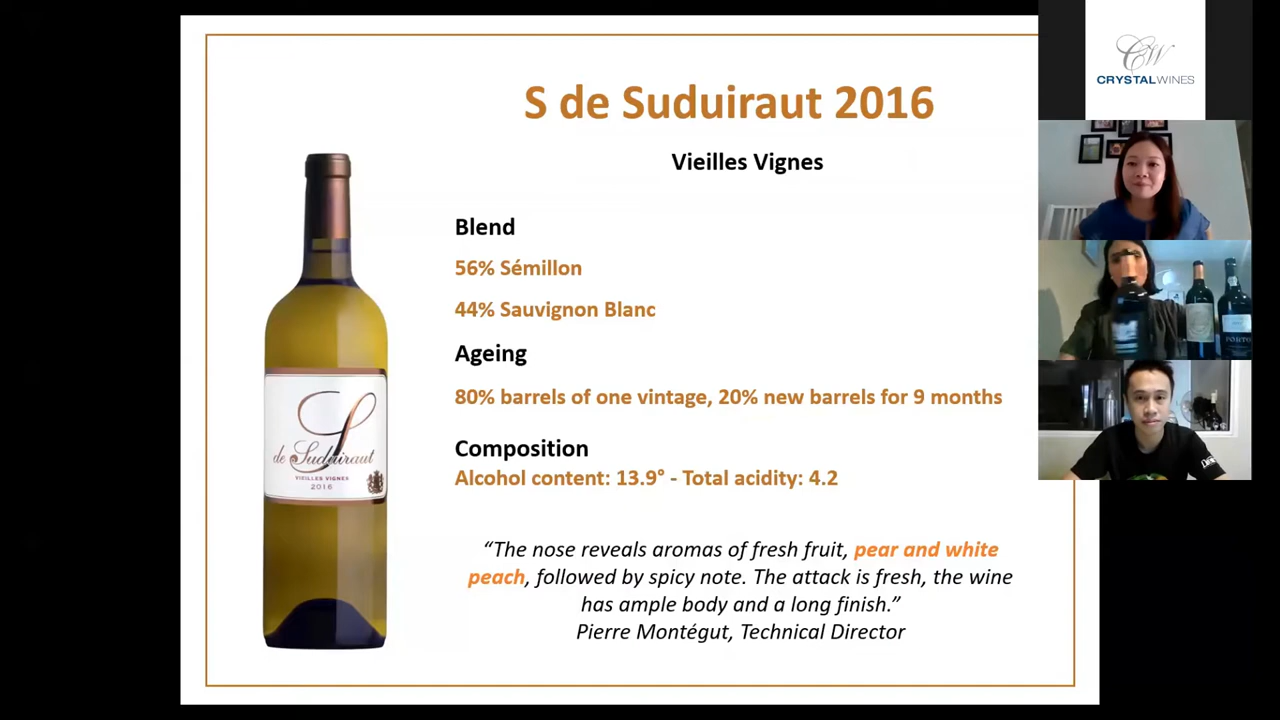 S de Suduiraut 2016
Vieilles Vignes
Blend
56% Sémillon
44% Sauvignon Blanc
Ageing
80% barrels of one vintage, 20% new barrels for 9 months
Composition
Alcohol content: 13.9° - Total acidity: 4.2
“The nose reveals aromas of fresh fruit, pear and white
peach, followed by spicy note. The attack is fresh, the wine
has ample body and a long finish.”
Pierre Montégut, Technical Director
S
de Suduiraut
VIEILLES VIGNES
2016
CW
CRYSTALWINES
PORTO